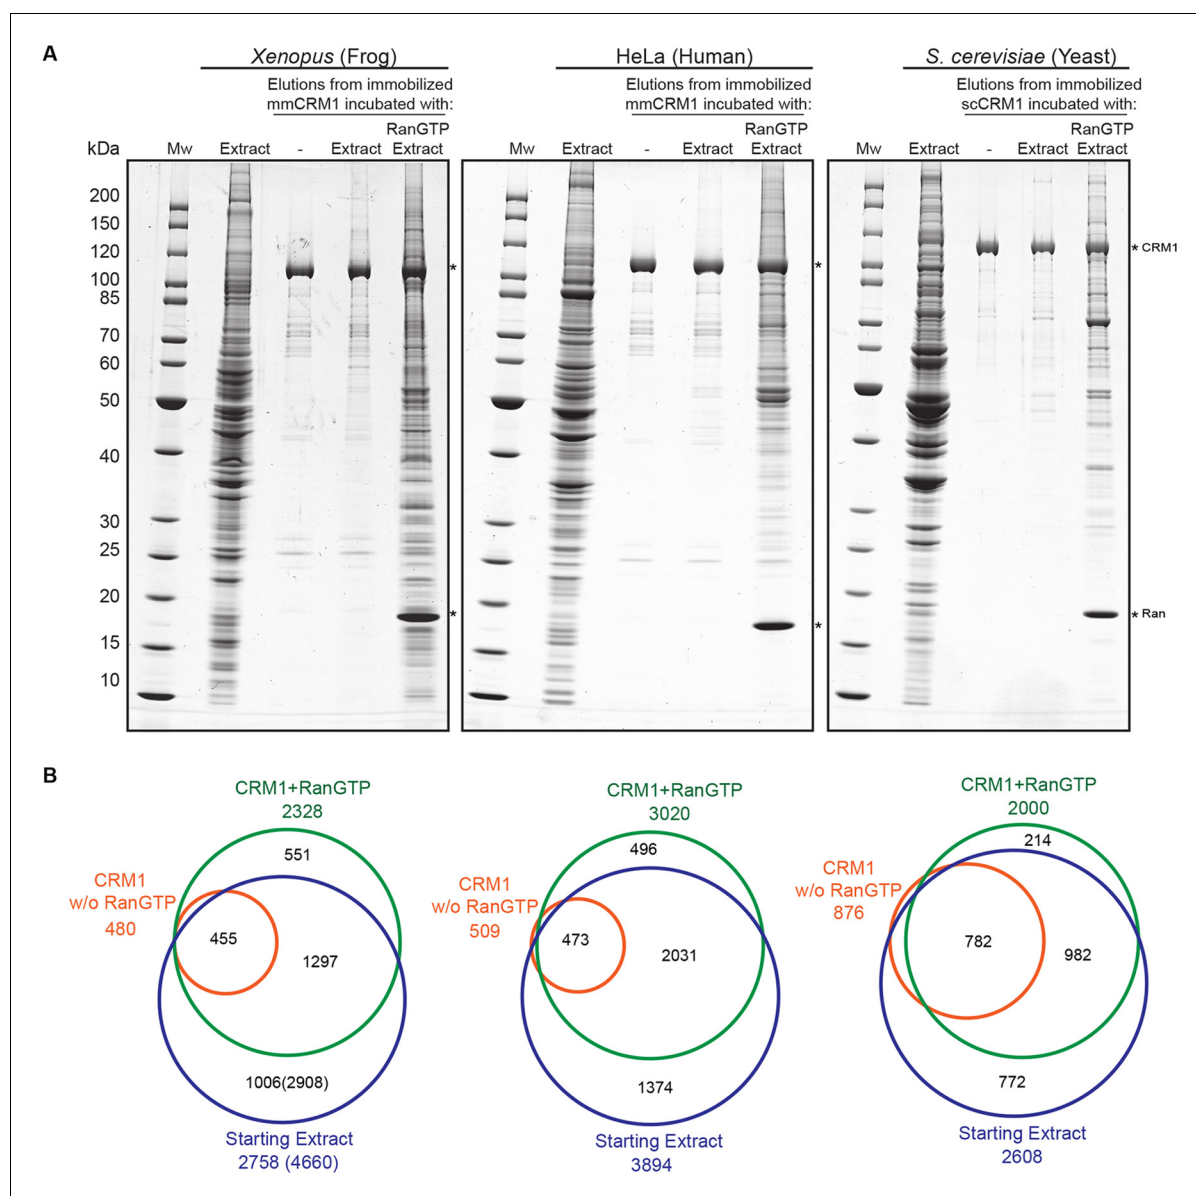 A
Xenopus (Frog)
Elutions from immobilized
mmCRM1 incubated with:
RanGTP
kDa
Mw
Extract
-
Extract
Extract
200
150
120
100
85
70
60
50
40
30
25
20
15
10
*
*
HeLa (Human)
Elutions from immobilized
mmCRM1 incubated with:
RanGTP
Mw
Extract
-
Extract
Extract
*
*
S. cerevisiae (Yeast)
Elutions from immobilized
scCRM1 incubated with:
RanGTP
Mw
Extract
-
Extract
Extract
* CRM1
* Ran
B
CRM1+RanGTP
2328
551
CRM1
w/o RanGTP
480
455
1297
1006(2908)
Starting Extract
2758 (4660)
CRM1+RanGTP
3020
496
CRM1
w/o RanGTP
509
473
2031
1374
Starting Extract
3894
CRM1+RanGTP
2000
214
CRM1
w/o RanGTP
876
782
982
772
Starting Extract
2608